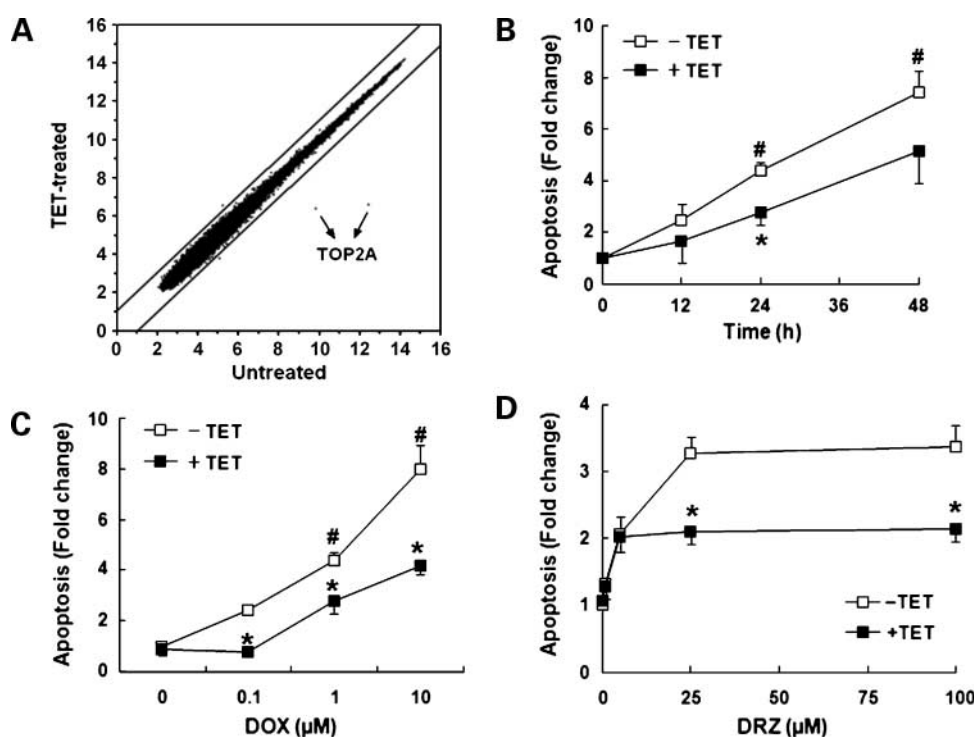 A
16
14
12
10
8
6
4
2
0
TET-treated
TOP2A
0 2 4 6 8 10 12 14 16
Untreated
B
− TET
+ TET
10
8
6
4
2
0
Apoptosis (Fold change)
#
#
*
0 12 24 36 48
Time (h)
C
− TET
+ TET
10
8
6
4
2
0
Apoptosis (Fold change)
#
#
*
*
*
0 0.1 1 10
DOX (µM)
D
4
3
2
1
0
Apoptosis (Fold change)
*
*
−TET
+TET
0 25 50 75 100
DRZ (µM)